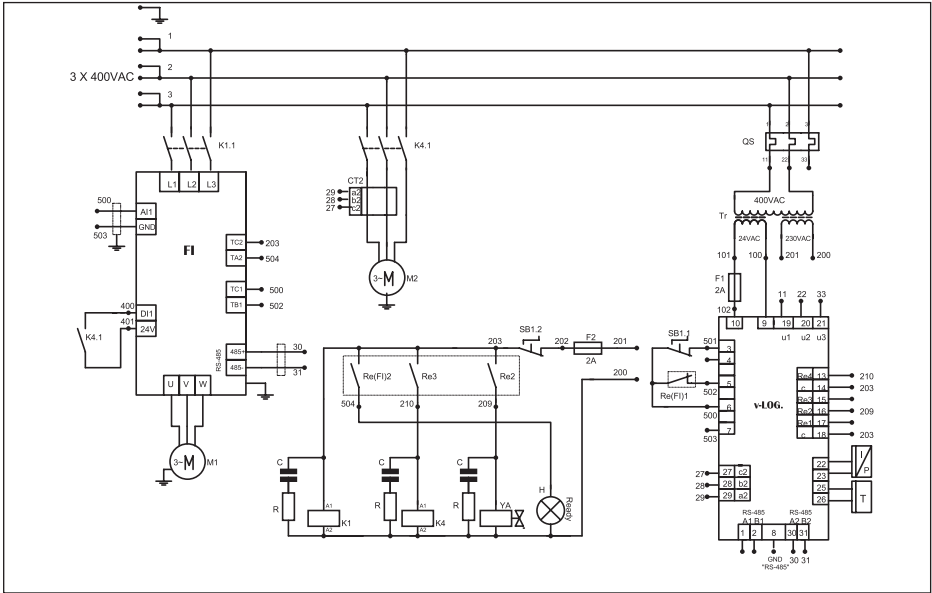 1
2
3 X 400VAC
3
K1.1
K4.1
1 2 3
QS
11 22 33
L1 L2 L3
CT2
29 a2
28 b2
27 c2
400VAC
Tr
24VAC 230VAC
500
AI1
503
GND
FI
TC2 203
TA2 504
TC1 500
TB1 502
3~ M M2
101 100 201 200
F1
2A
102
11 22 33
400
DI1
401
24V
K4.1
RS-485
485+ 30
485- 31
U V W
3~ M M1
10 9 19 20 21
u1 u2 u3
203 SB1.2 202 F2 201
2A
200
SB1.1 501
3
4
5
502
Re(FI)1
6
500
7
503
v-LOG.
Re4 13 210
c 14 203
Re3 15
Re2 16 209
Re1 17
c 18 203
Re(FI)2 Re3 Re2
504 210 209
22
23
25
26
I
P
T
C C C
R R R
A1 A1 YA
K1 K4
A2 A2
H
Ready
27 27 c2
28 28 b2
29 29 a2
RS-485 RS-485
A1 B1 A2 B2
1 2 8 30 31
GND
"RS-485"
30 31